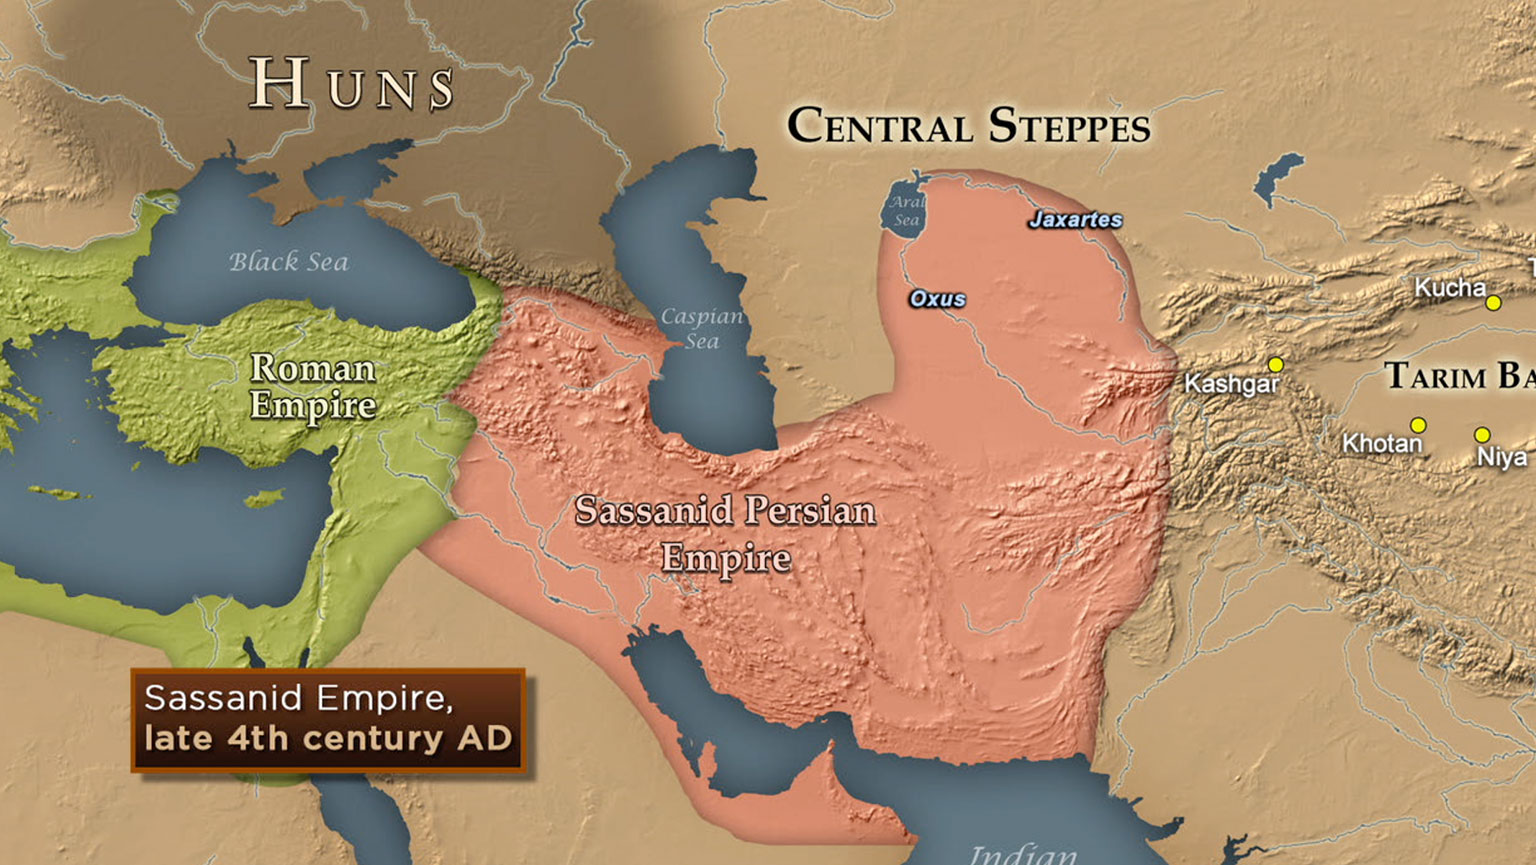 HUNS
CENTRAL STEPPES
Aral
Sea
Jaxartes
Black Sea
Oxus
Kucha
Caspian
Sea
Roman
Empire
Kashgar
TARIM BA
Khotan
Niya
Sassanid Persian
Empire
Sassanid Empire,
late 4th century AD
Indian